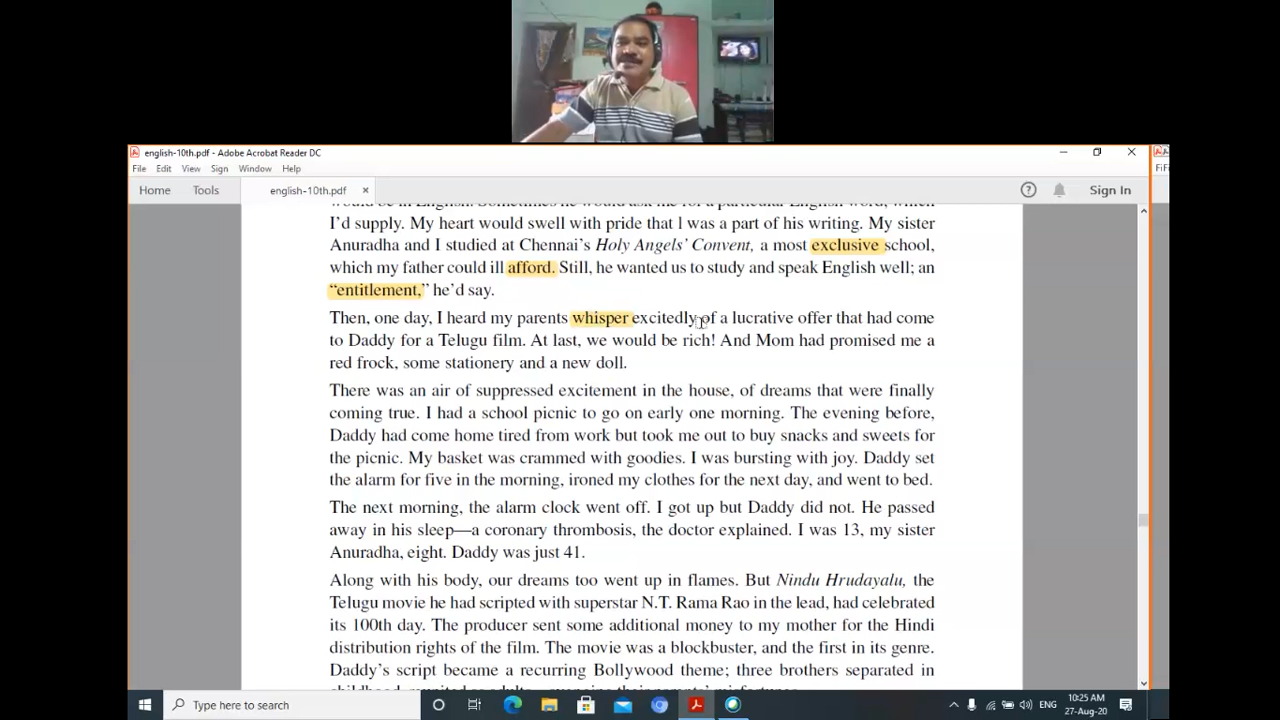 english-10th.pdf - Adobe Acrobat Reader DC
File Edit View Sign Window Help
Home Tools english-10th.pdf × Sign In
FiFi
I'd supply. My heart would swell with pride that I was a part of his writing. My sister
Anuradha and I studied at Chennai's Holy Angels' Convent, a most exclusive school,
which my father could ill afford. Still, he wanted us to study and speak English well; an
“entitlement,” he'd say.
Then, one day, I heard my parents whisper excitedly of a lucrative offer that had come
to Daddy for a Telugu film. At last, we would be rich! And Mom had promised me a
red frock, some stationery and a new doll.
There was an air of suppressed excitement in the house, of dreams that were finally
coming true. I had a school picnic to go on early one morning. The evening before,
Daddy had come home tired from work but took me out to buy snacks and sweets for
the picnic. My basket was crammed with goodies. I was bursting with joy. Daddy set
the alarm for five in the morning, ironed my clothes for the next day, and went to bed.
The next morning, the alarm clock went off. I got up but Daddy did not. He passed
away in his sleep—a coronary thrombosis, the doctor explained. I was 13, my sister
Anuradha, eight. Daddy was just 41.
Along with his body, our dreams too went up in flames. But Nindu Hrudayalu, the
Telugu movie he had scripted with superstar N.T. Rama Rao in the lead, had celebrated
its 100th day. The producer sent some additional money to my mother for the Hindi
distribution rights of the film. The movie was a blockbuster, and the first in its genre.
Daddy's script became a recurring Bollywood theme; three brothers separated in
Type here to search
ENG
10:25 AM
27-Aug-20